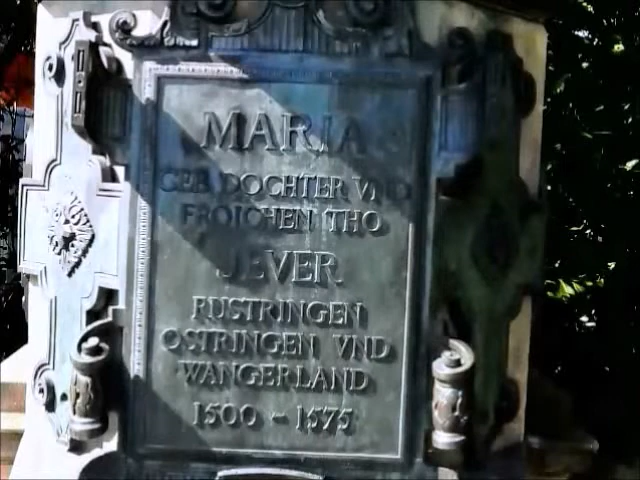 MARIA
GEB DOCHTER VND
FROICHEN THO
JEVER
RUSTRINGEN
OSTRINGEN VND
WANGERLAND
1500 - 1575